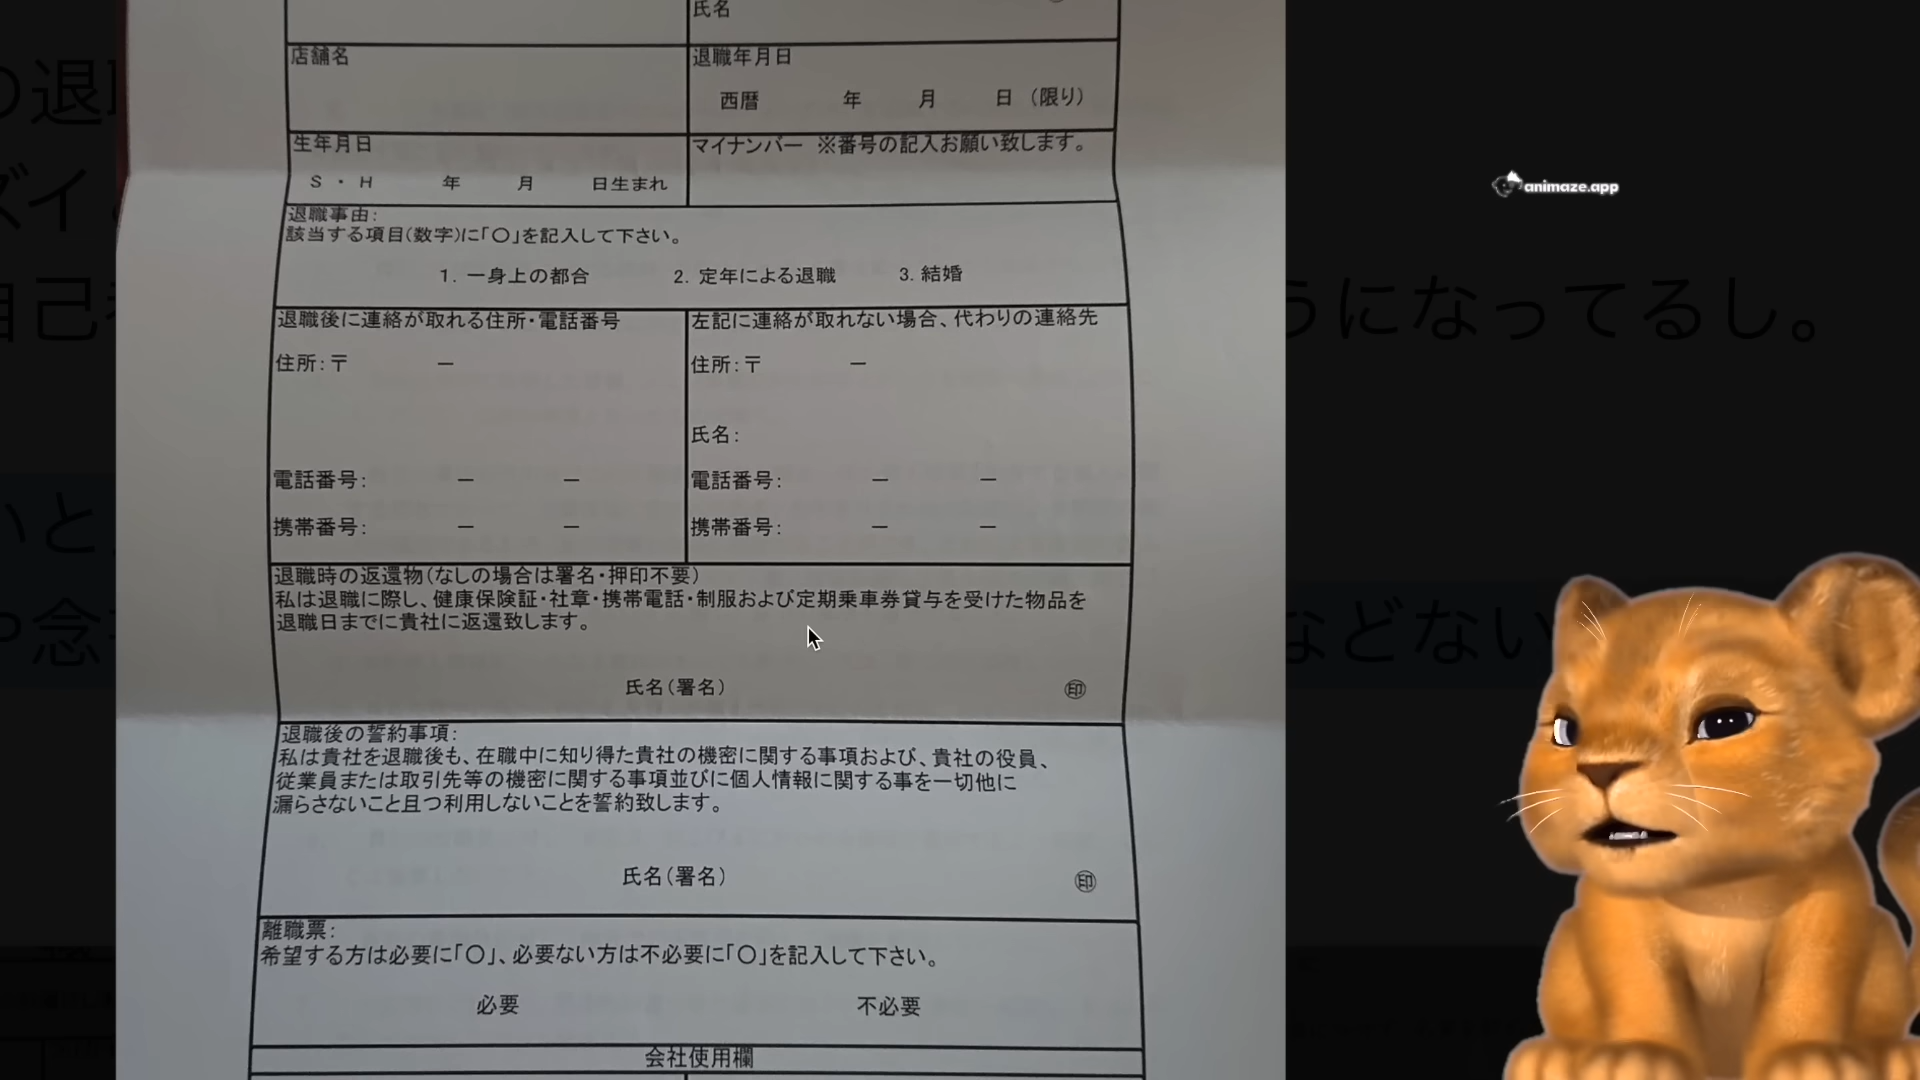 氏名
店舗名
退職年月日
西暦 年 月 日 (限り)
生年月日
S ・ H 年 月 日生まれ
マイナンバー ※番号の記入お願い致します。
退職事由:
該当する項目(数字)に「〇」を記入して下さい。
1. 一身上の都合 2. 定年による退職 3. 結婚
退職後に連絡が取れる住所・電話番号
住所:〒 －
電話番号: － －
携帯番号: － －
左記に連絡が取れない場合、代わりの連絡先
住所:〒 －
氏名:
電話番号: － －
携帯番号: － －
退職時の返還物(なしの場合は署名・押印不要)
私は退職に際し、健康保険証・社章・携帯電話・制服および定期乗車券貸与を受けた物品を
退職日までに貴社に返還致します。
氏名(署名) ㊞
退職後の誓約事項:
私は貴社を退職後も、在職中に知り得た貴社の機密に関する事項および、貴社の役員、
従業員または取引先等の機密に関する事項並びに個人情報に関する事を一切他に
漏らさないこと且つ利用しないことを誓約致します。
氏名(署名) ㊞
離職票:
希望する方は必要に「〇」、必要ない方は不必要に「〇」を記入して下さい。
必要 不必要
会社使用欄
animaze.app
の退
ズイ
自己
うになってるし。
いと
や念
などない